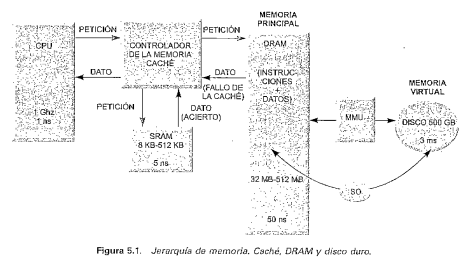 MEMORIA
PRINCIPAL
CPU
PETICIÓN
CONTROLADOR
DE LA MEMORIA
CACHÉ
PETICIÓN
DRAM
DATO
DATO
(FALLO DE
LA CACHÉ)
(INSTRUC-
CIONES
+
DATOS)
MEMORIA
VIRTUAL
PETICIÓN
DATO
(ACIERTO)
1 Ghz
1 ns
SRAM
8 KB-512 KB
5 ns
MMU
DISCO 500 GB
3 ms
32 MB-512 MB
SO
50 ns
Figura 5.1. Jerarquía de memoria. Caché, DRAM y disco duro.